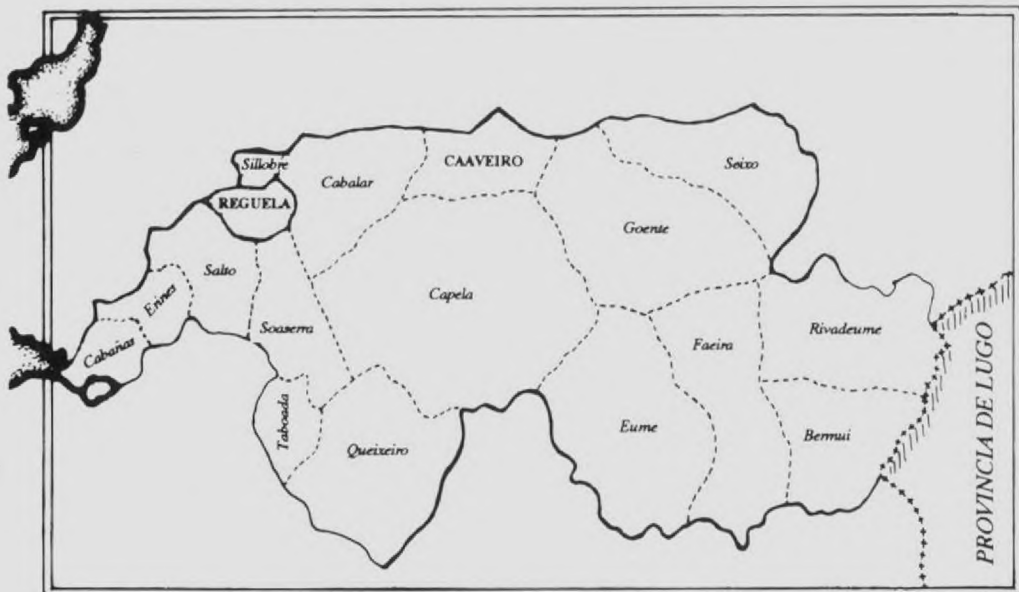 Sillobre
Cabalar
CAAVEIRO
Seixo
REGUELA
Goente
Salto
Erines
Capela
Soaserra
Rivadeume
Faeira
Cabañas
PROVINCIA DE LUGO
Taboada
Queixeiro
Eume
Bermui